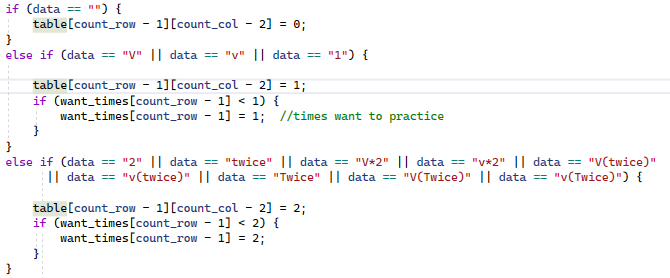 if (data == "") {
    table[count_row - 1][count_col - 2] = 0;
}
else if (data == "V" || data == "v" || data == "1") {
    table[count_row - 1][count_col - 2] = 1;
    if (want_times[count_row - 1] < 1) {
        want_times[count_row - 1] = 1;  //times want to practice
    }
}
else if (data == "2" || data == "twice" || data == "V*2" || data == "v*2" || data == "V(twice)"
      || data == "v(twice)" || data == "Twice" || data == "V(Twice)" || data == "v(Twice)") {
    table[count_row - 1][count_col - 2] = 2;
    if (want_times[count_row - 1] < 2) {
        want_times[count_row - 1] = 2;
    }
}